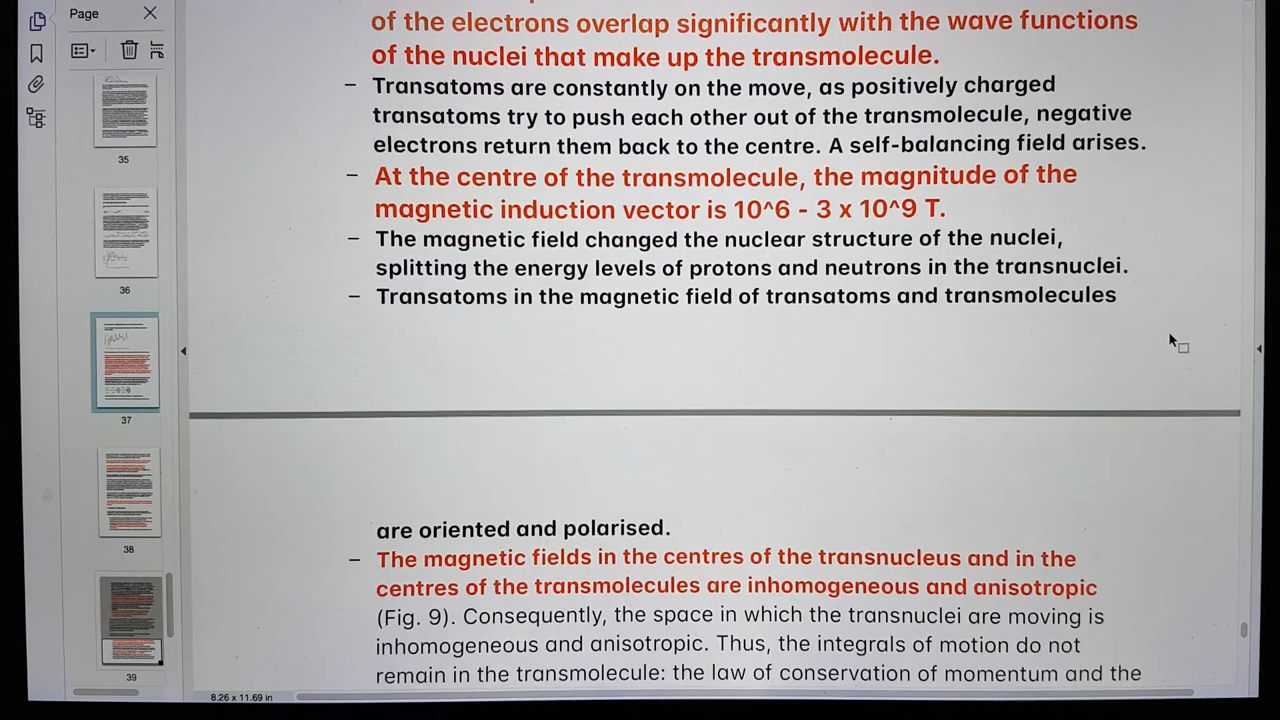 Page
of the electrons overlap significantly with the wave functions
of the nuclei that make up the transmolecule.
– Transatoms are constantly on the move, as positively charged
transatoms try to push each other out of the transmolecule, negative
electrons return them back to the centre. A self-balancing field arises.
– At the centre of the transmolecule, the magnitude of the
magnetic induction vector is 10^6 - 3 x 10^9 T.
– The magnetic field changed the nuclear structure of the nuclei,
splitting the energy levels of protons and neutrons in the transnuclei.
– Transatoms in the magnetic field of transatoms and transmolecules
are oriented and polarised.
– The magnetic fields in the centres of the transnucleus and in the
centres of the transmolecules are inhomogeneous and anisotropic
(Fig. 9). Consequently, the space in which the transnuclei are moving is
inhomogeneous and anisotropic. Thus, the integrals of motion do not
remain in the transmolecule: the law of conservation of momentum and the
35
36
37
38
39
8.26 x 11.69 in